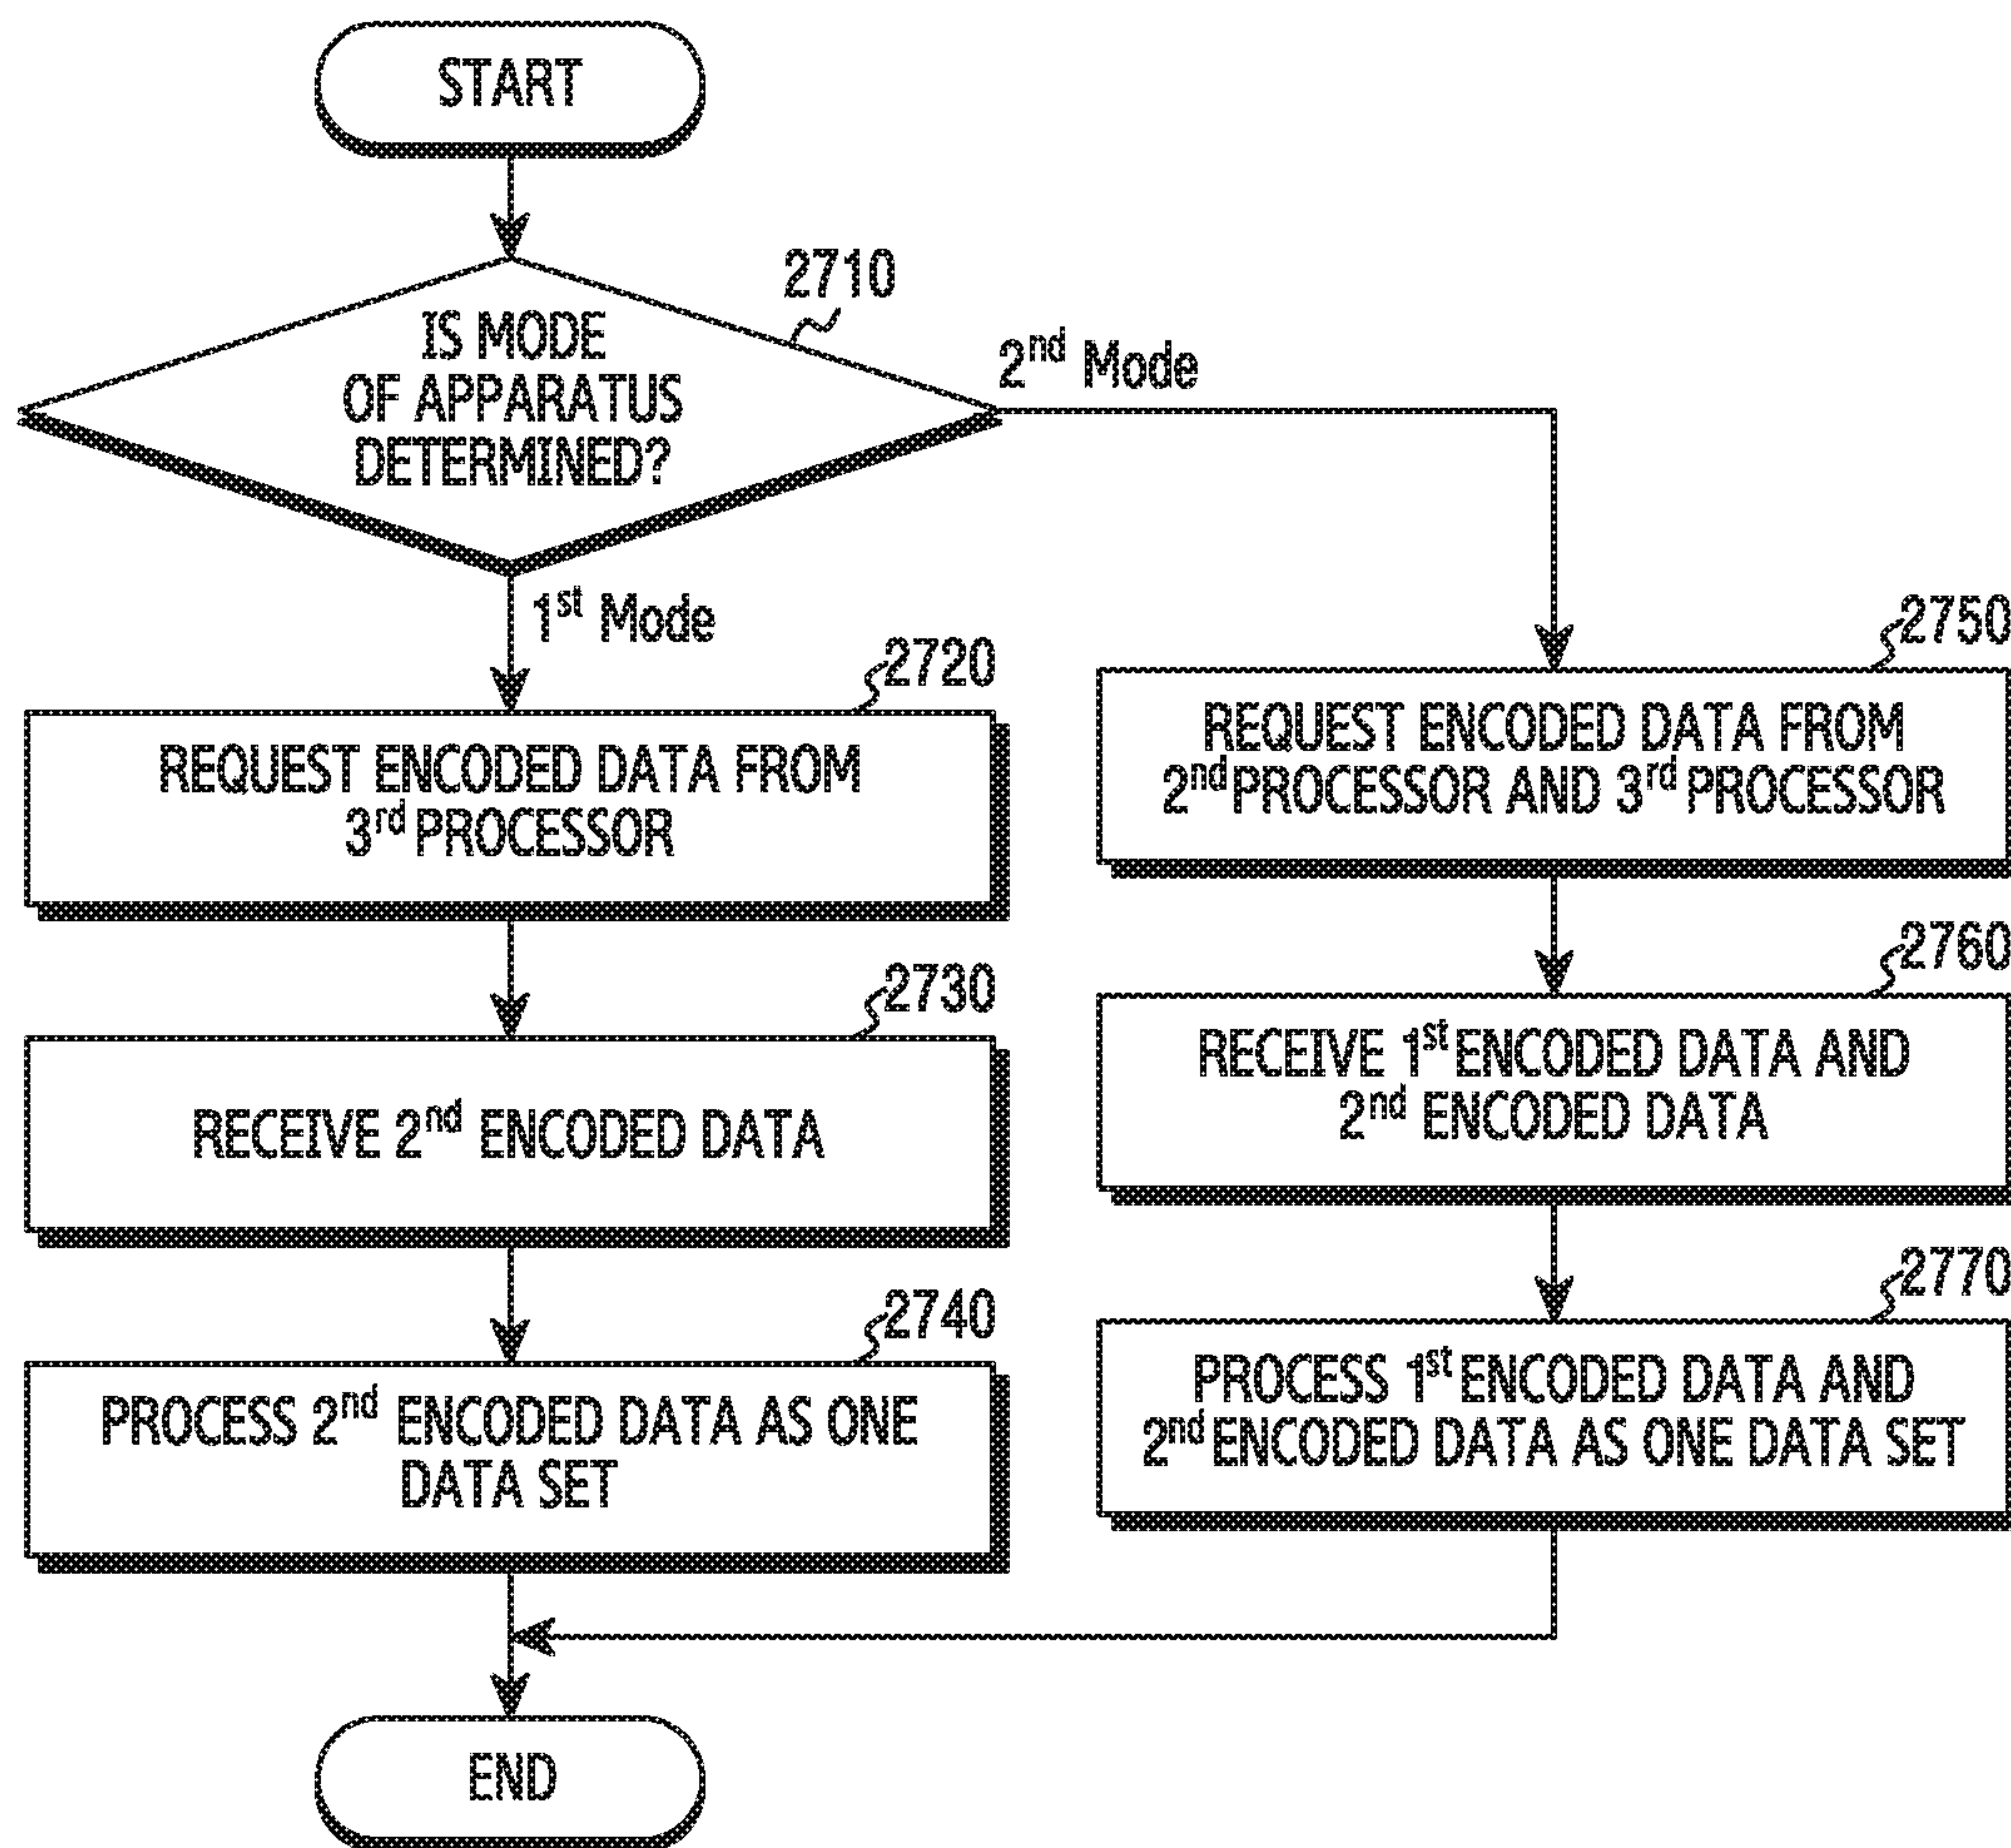 START
2710
IS MODE
OF APPARATUS
DETERMINED?
2nd Mode
1st Mode
2720
REQUEST ENCODED DATA FROM
3rd PROCESSOR
2730
RECEIVE 2nd ENCODED DATA
2740
PROCESS 2nd ENCODED DATA AS ONE
DATA SET
2750
REQUEST ENCODED DATA FROM
2nd PROCESSOR AND 3rd PROCESSOR
2760
RECEIVE 1st ENCODED DATA AND
2nd ENCODED DATA
2770
PROCESS 1st ENCODED DATA AND
2nd ENCODED DATA AS ONE DATA SET
END